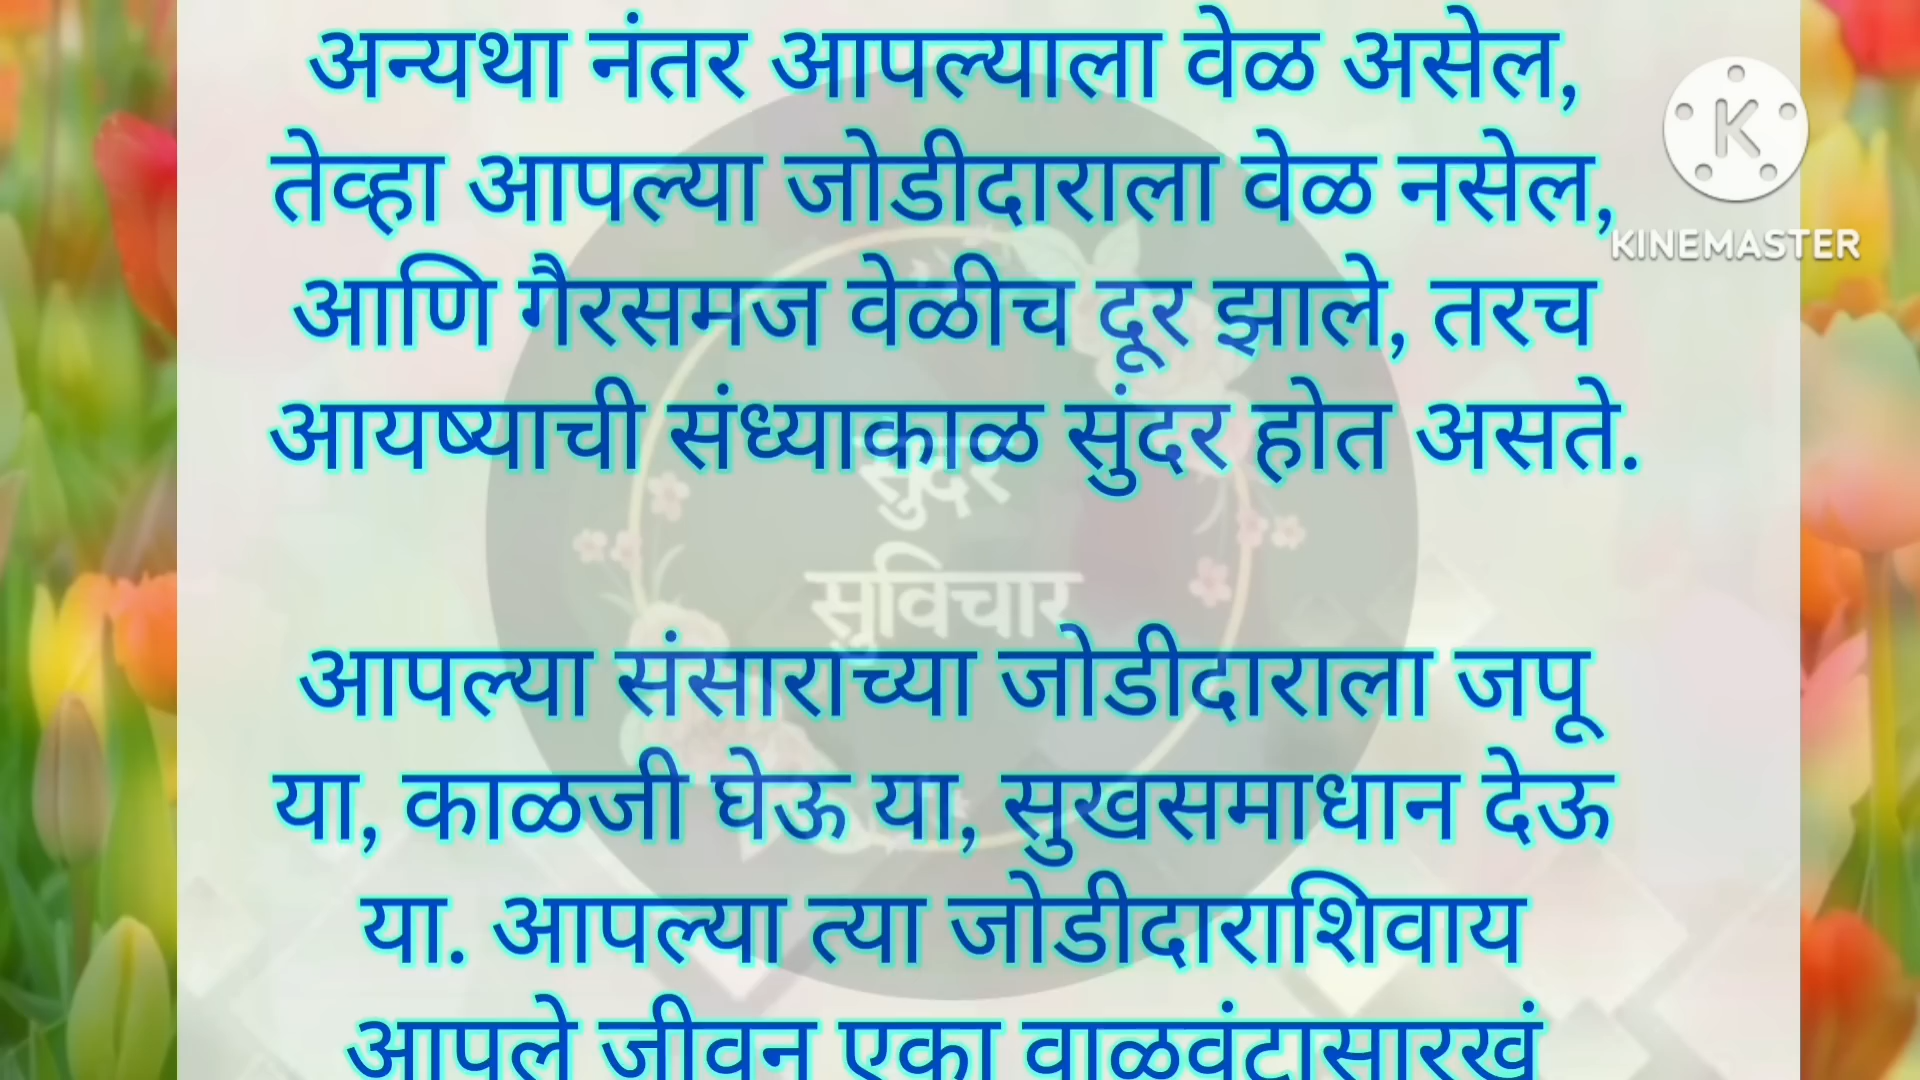 अन्यथा नंतर आपल्याला वेळ असेल,
तेव्हा आपल्या जोडीदाराला वेळ नसेल,
आणि गैरसमज वेळीच दूर झाले, तरच
आयष्याची संध्याकाळ सुंदर होत असते.
सुंदर
सुविचार
आपल्या संसाराच्या जोडीदाराला जपू
या, काळजी घेऊ या, सुखसमाधान देऊ
या. आपल्या त्या जोडीदाराशिवाय
आपले जीवन एका वाळवंटासारखं
K
KINEMASTER